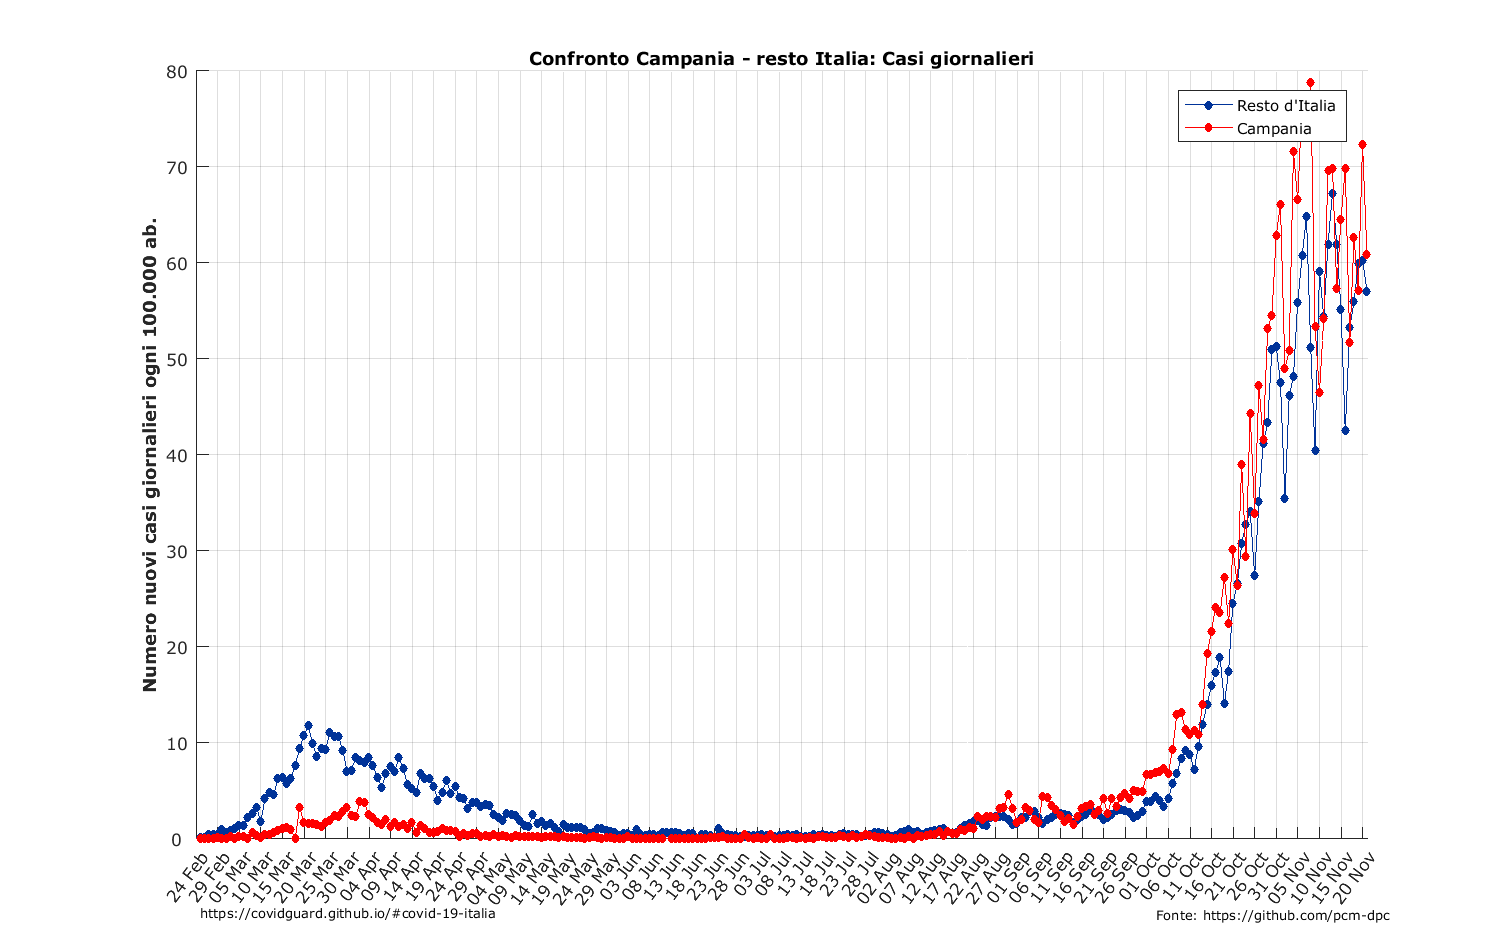 Confronto Campania - resto Italia: Casi giornalieri
Resto d'Italia
Campania
Numero nuovi casi giornalieri ogni 100.000 ab.
80
70
60
50
40
30
20
10
0
24 Feb
29 Feb
05 Mar
10 Mar
15 Mar
20 Mar
25 Mar
30 Mar
04 Apr
09 Apr
14 Apr
19 Apr
24 Apr
29 Apr
04 May
09 May
14 May
19 May
24 May
29 May
03 Jun
08 Jun
13 Jun
18 Jun
23 Jun
28 Jun
03 Jul
08 Jul
13 Jul
18 Jul
23 Jul
28 Jul
02 Aug
07 Aug
12 Aug
17 Aug
22 Aug
27 Aug
01 Sep
06 Sep
11 Sep
16 Sep
21 Sep
26 Sep
01 Oct
06 Oct
11 Oct
16 Oct
21 Oct
26 Oct
31 Oct
05 Nov
10 Nov
15 Nov
20 Nov
https://covidguard.github.io/#covid-19-italia
Fonte: https://github.com/pcm-dpc